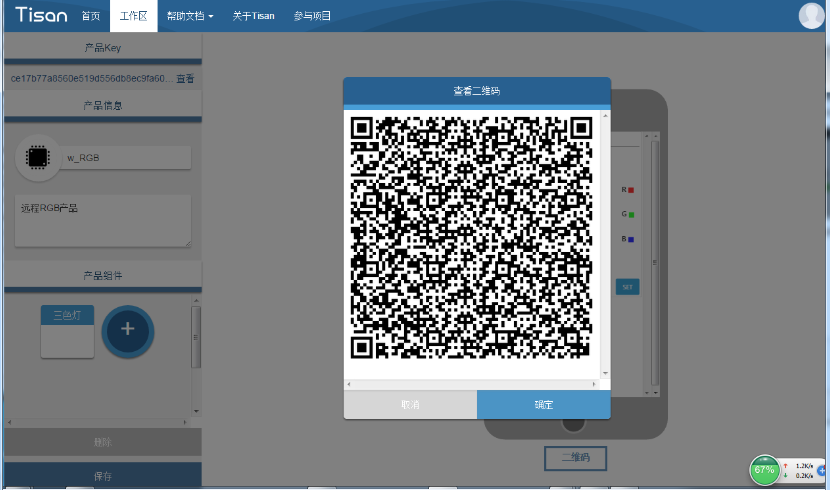 Tisan 首页 工作区 帮助文档 关于Tisan 参与项目
产品Key
ce17b77a8560e519d556db8ec9fa60... 查看
产品信息
w_RGB
远程RGB产品
产品组件
三色灯
删除
保存
查看二维码
取消 确定
R
G
B
SET
二维码
67%
1.2K/s
0.2K/s